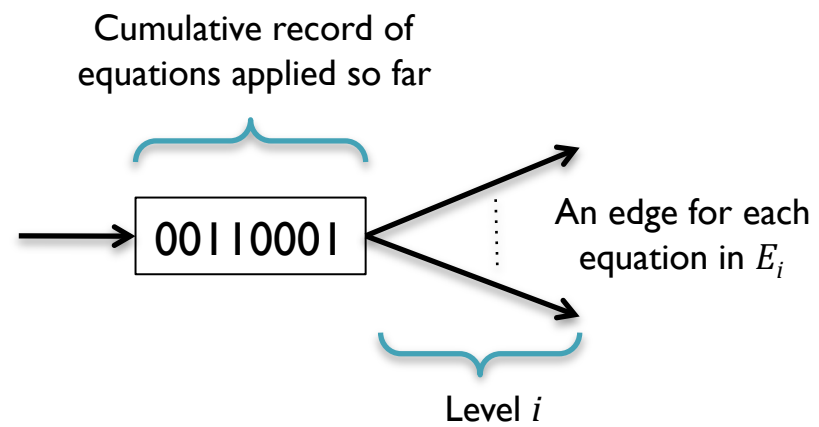 Cumulative record of
equations applied so far
00110001
An edge for each
equation in E_i
Level i